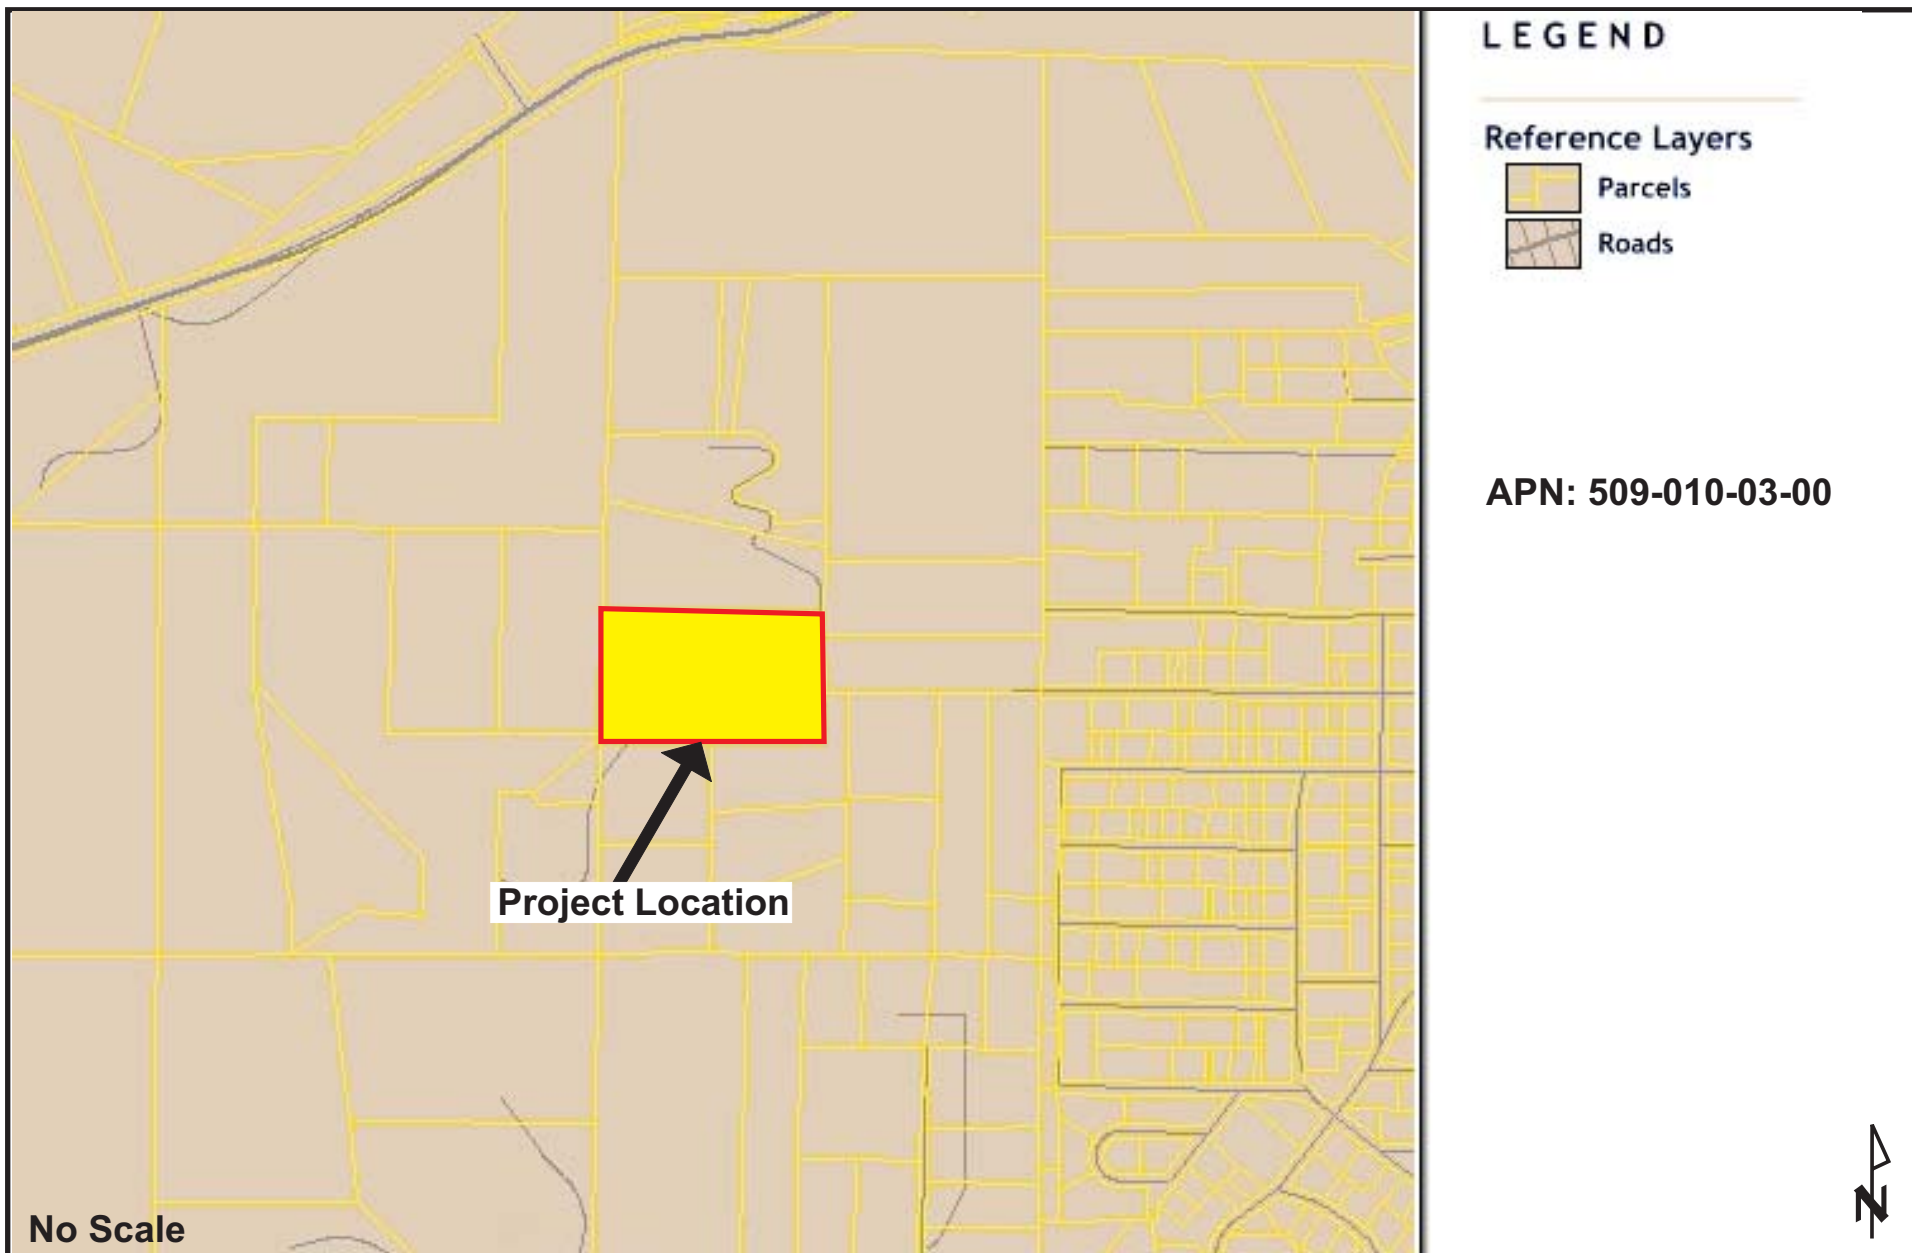 LEGEND
Reference Layers
Parcels
Roads
APN: 509-010-03-00
Project Location
No Scale
N